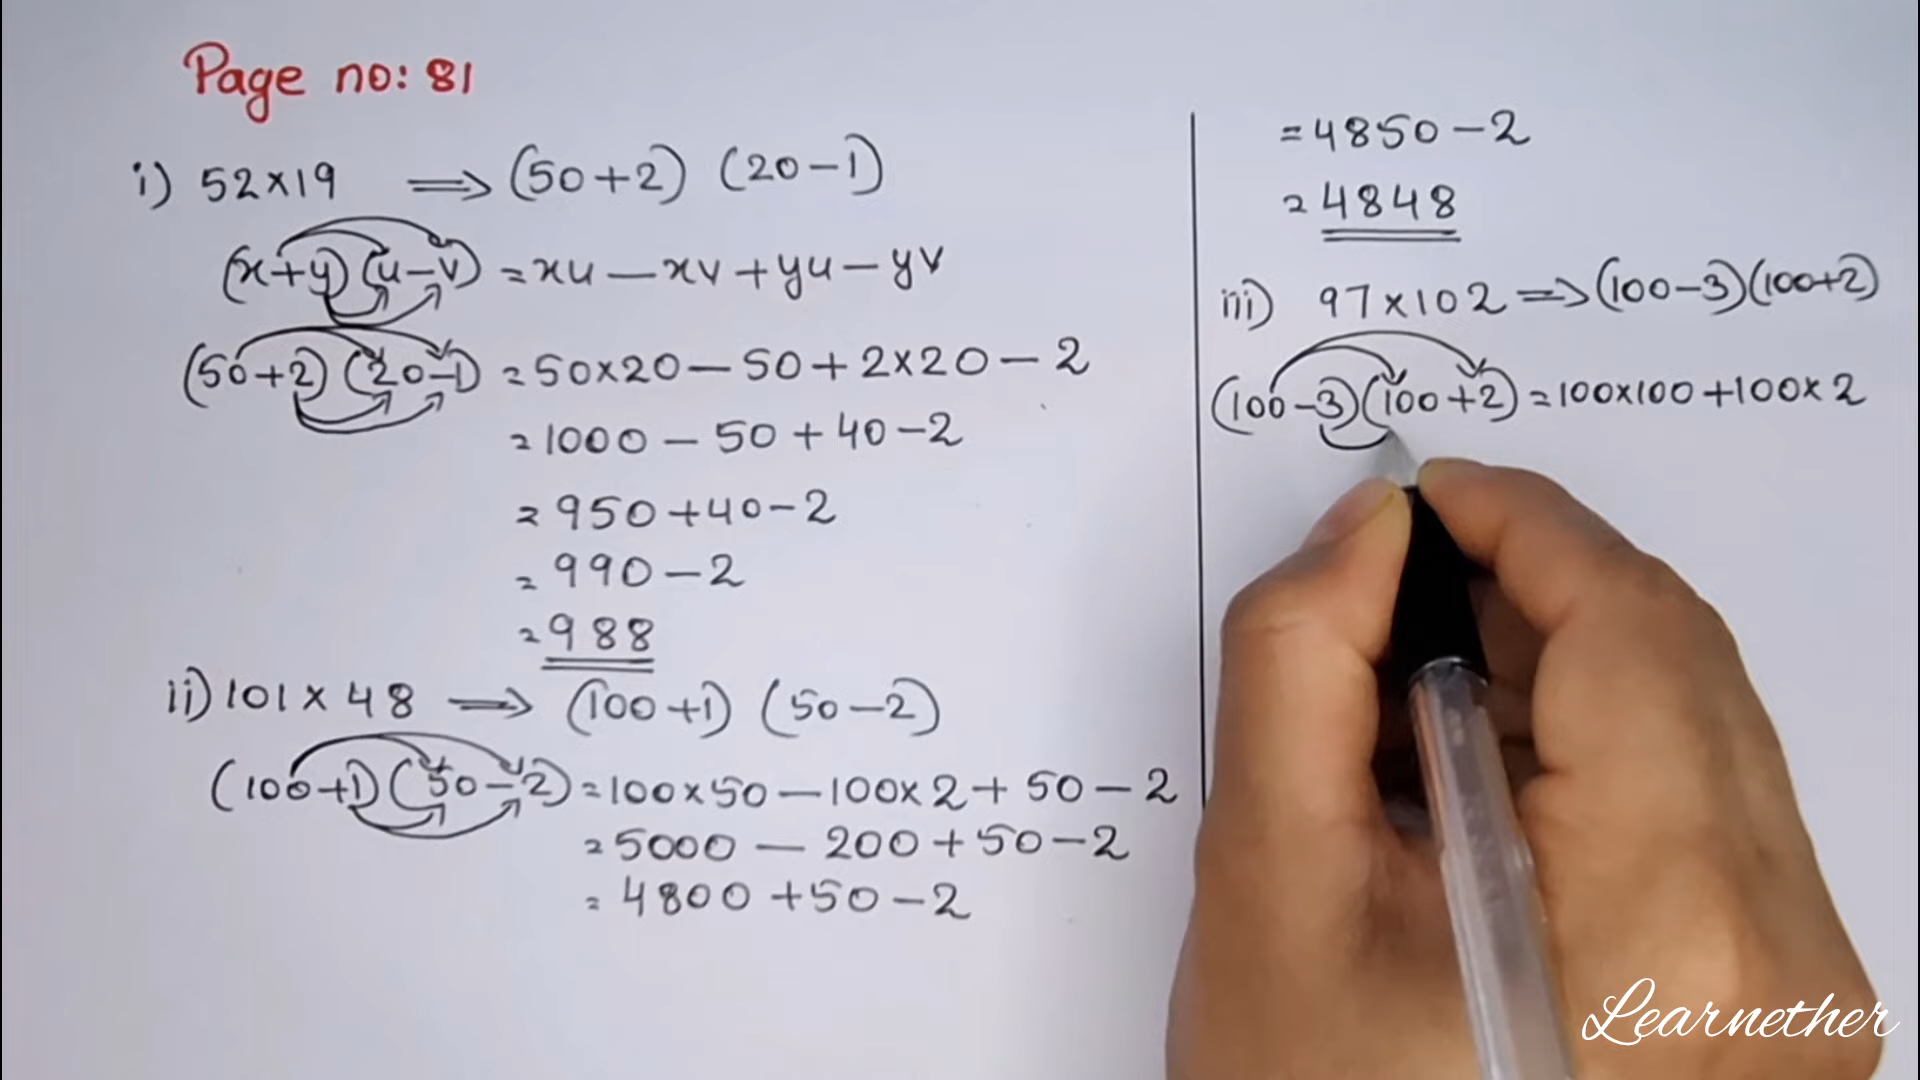 Page no: 81
i) 52×19 ⟹ (50+2) (20-1)
(x+y)(u-v) = xu - xv + yu - yv
(50+2)(20-1) = 50×20 - 50 + 2×20 - 2
= 1000 - 50 + 40 - 2
= 950 + 40 - 2
= 990 - 2
= 988
ii) 101 × 48 ⟹ (100+1) (50-2)
(100+1)(50-2) = 100×50 - 100×2 + 50 - 2
= 5000 - 200 + 50 - 2
= 4800 + 50 - 2
= 4850 - 2
= 4848
iii) 97×102 ⟹ (100-3)(100+2)
(100-3)(100+2) = 100×100 + 100×2
Learnether